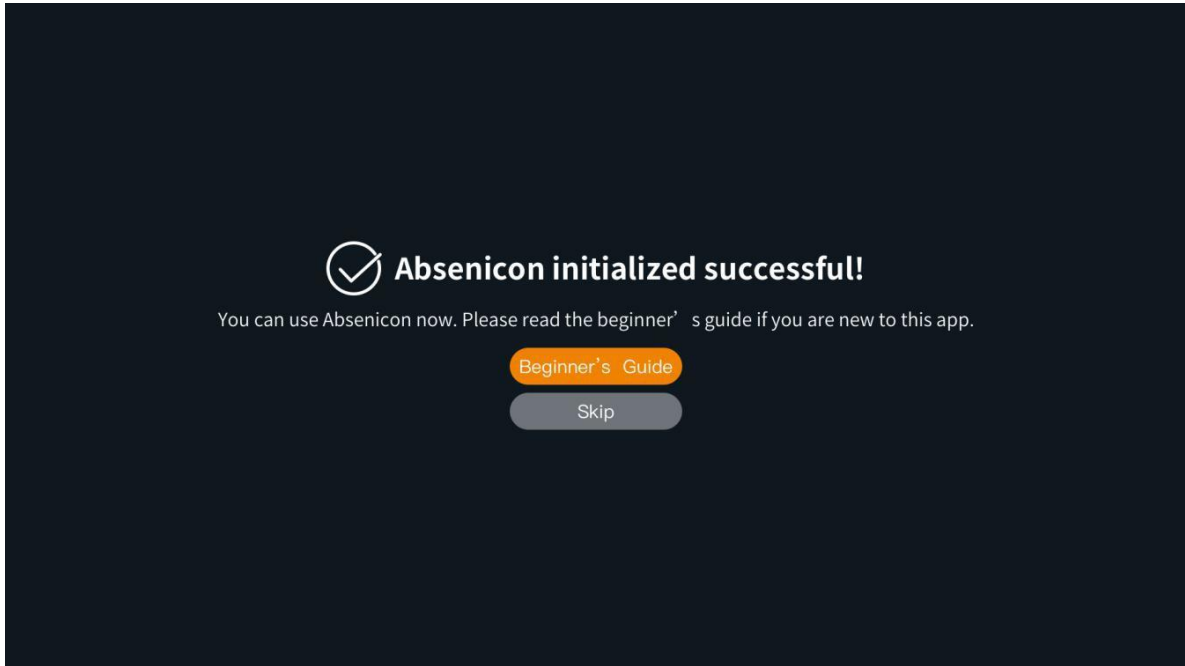 Absenicon initialized successful!
You can use Absenicon now. Please read the beginner’ s guide if you are new to this app.
Beginner’s Guide
Skip